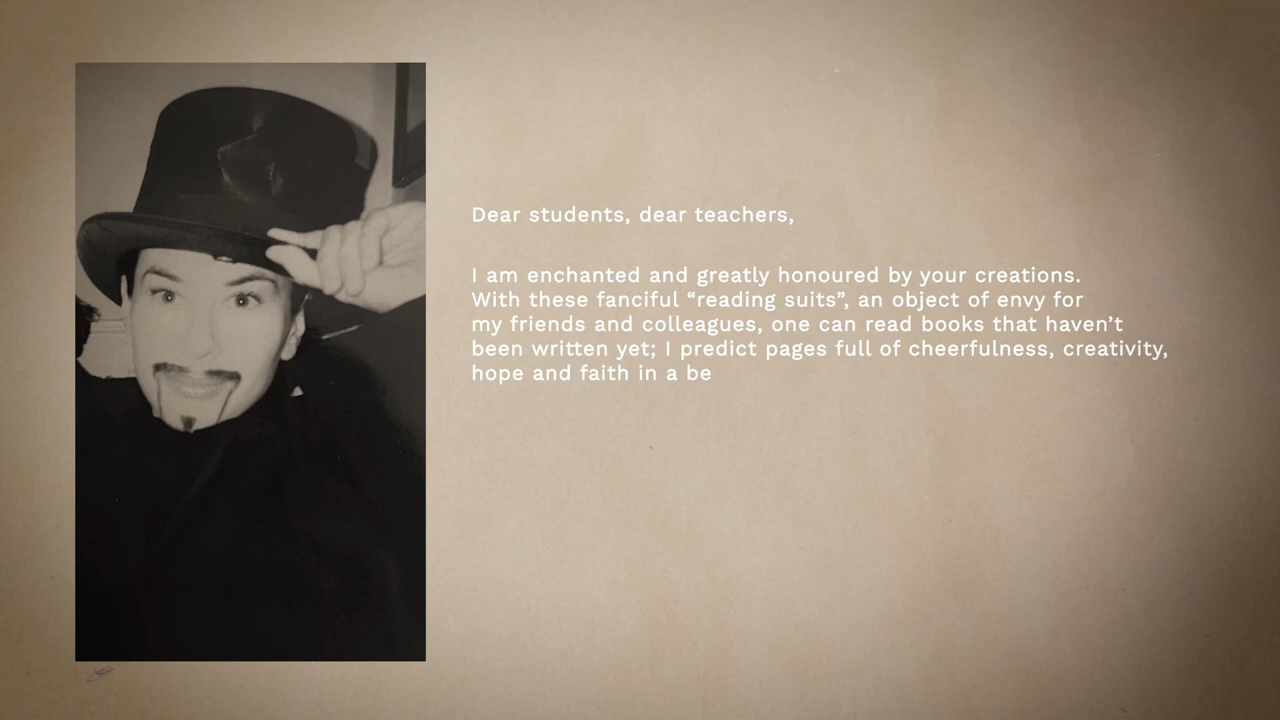 Dear students, dear teachers,
I am enchanted and greatly honoured by your creations.
With these fanciful “reading suits”, an object of envy for
my friends and colleagues, one can read books that haven’t
been written yet; I predict pages full of cheerfulness, creativity,
hope and faith in a be